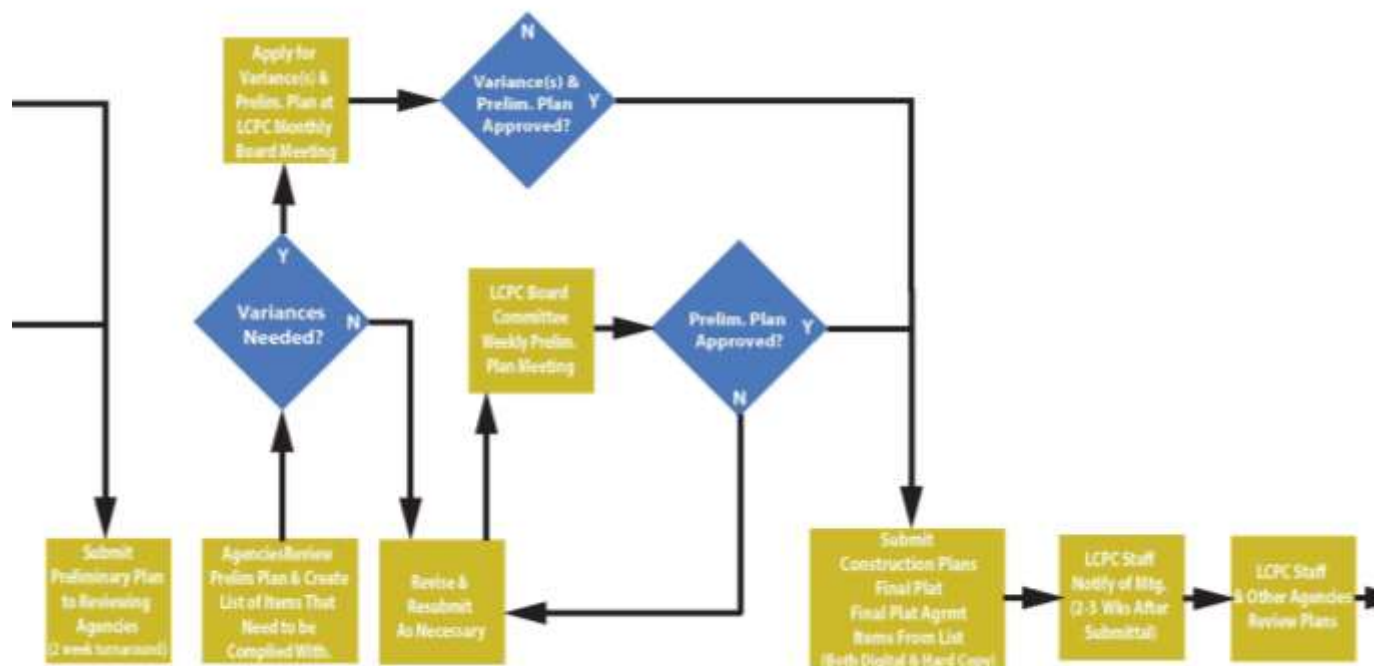 Apply for
Variance(s) &
Prelim. Plan at
LCPC Monthly
Board Meeting
N
Variance(s) &
Prelim. Plan
Y
Approved?
Y
Variances
Needed?
N
LCPC Board
Committee
Weekly Prelim.
Plan Meeting
Prelim. Plan
Approved?
Y
N
Submit
Preliminary Plan
to Reviewing
Agencies
(2 week turnaround)
AgenciesReview
Prelim Plan & Create
List of Items That
Need to be
Complied With.
Revise &
Resubmit
As Necessary
Submit
Construction Plans
Final Plat
Final Plat Agrmt
Items From List
(Both Digital & Hard Copy)
LCPC Staff
Notify of Mtg.
(2-3 Wks After
Submittal)
LCPC Staff
& Other Agencies
Review Plans